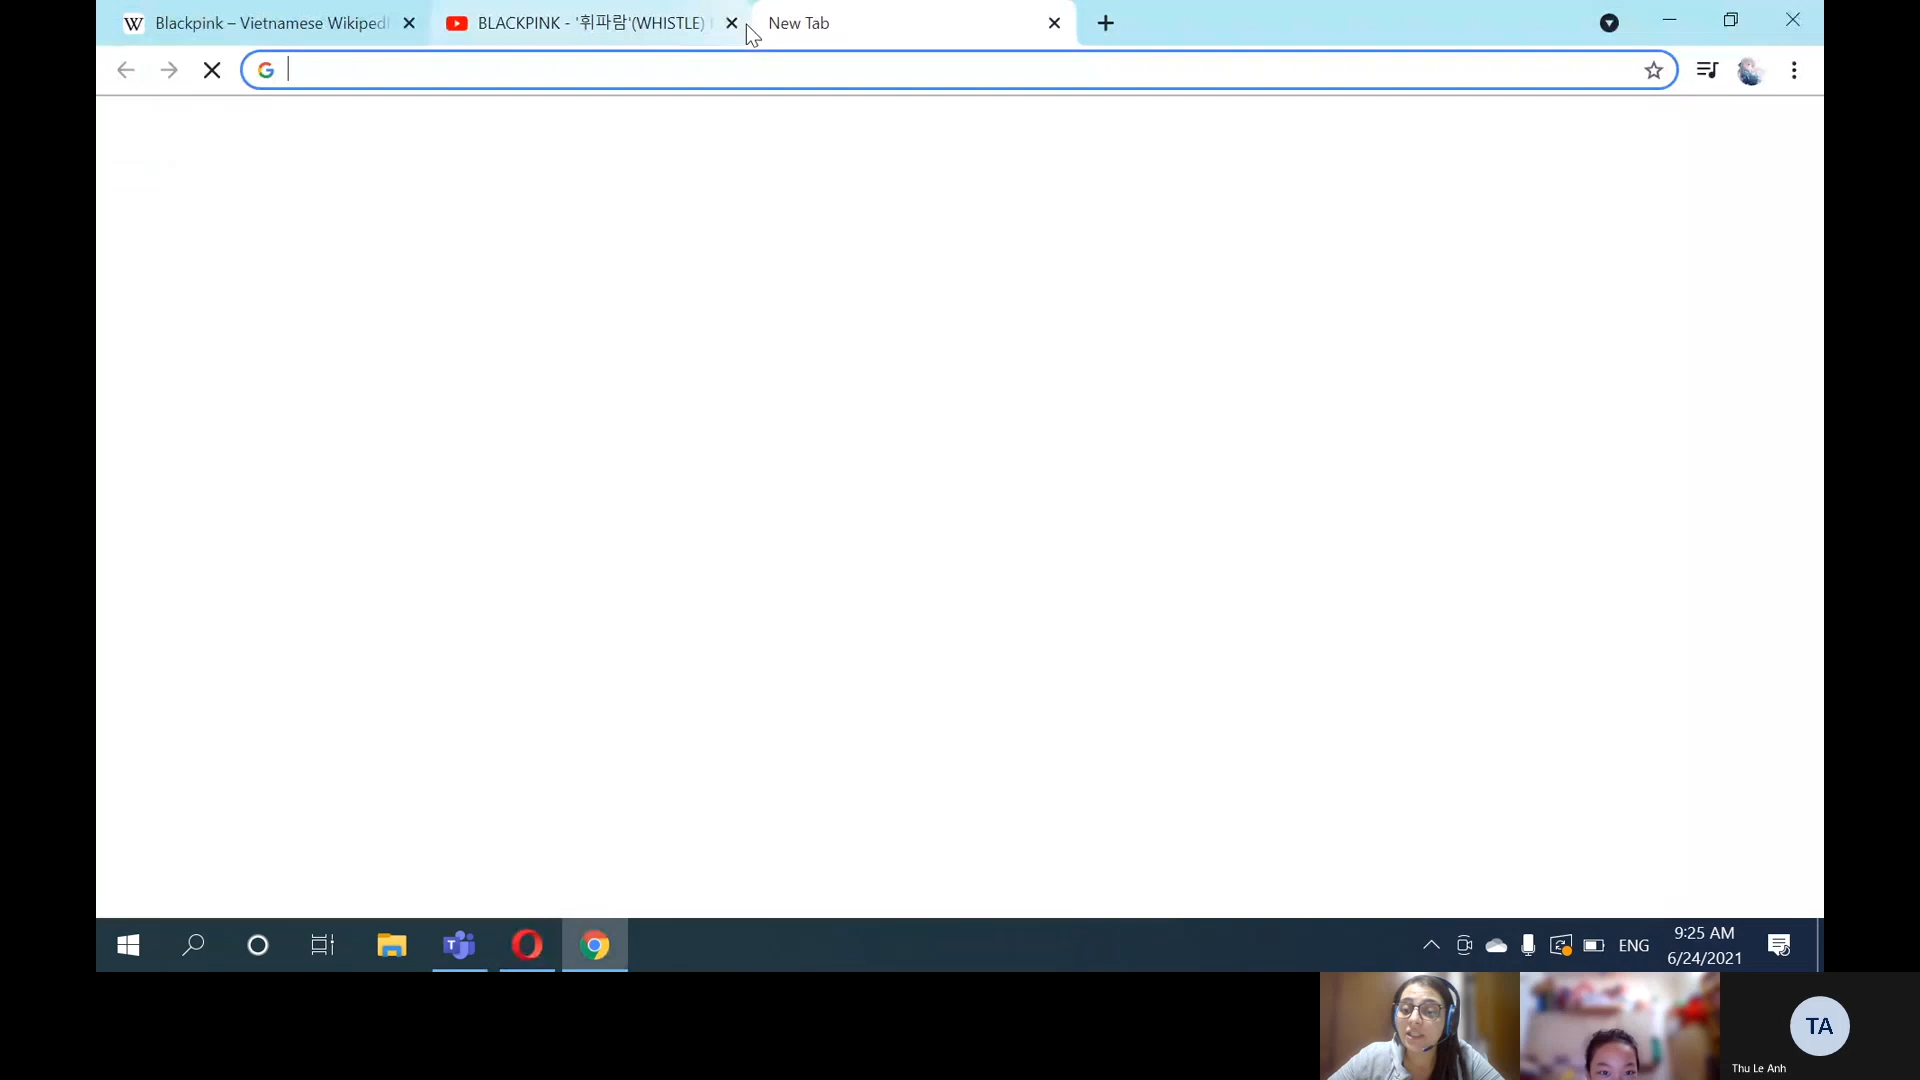 W Blackpink – Vietnamese Wikiped
BLACKPINK - '휘파람'(WHISTLE)
New Tab
G
T
ENG
9:25 AM
6/24/2021
TA
Thu Le Anh